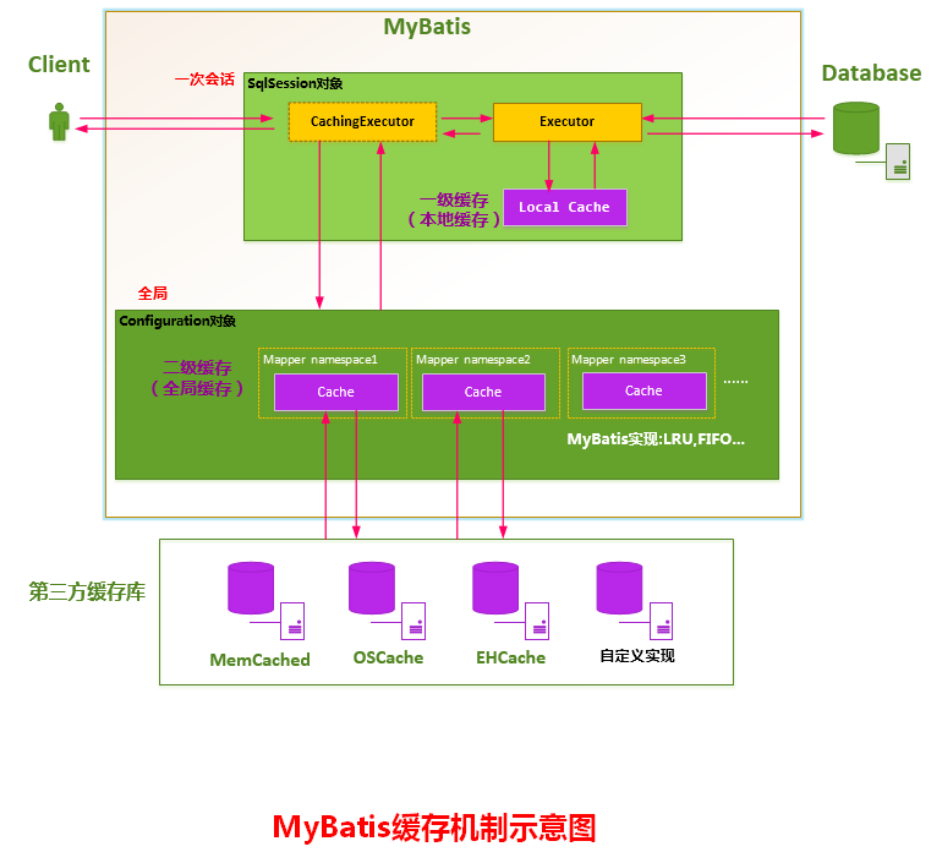 MyBatis
Client
一次会话
SqlSession对象
Database
CachingExecutor
Executor
一级缓存
（本地缓存）
Local Cache
全局
Configuration对象
二级缓存
（全局缓存）
Mapper namespace1
Cache
Mapper namespace2
Cache
Mapper namespace3
Cache
......
MyBatis实现:LRU,FIFO...
第三方缓存库
MemCached
OSCache
EHCache
自定义实现
MyBatis缓存机制示意图